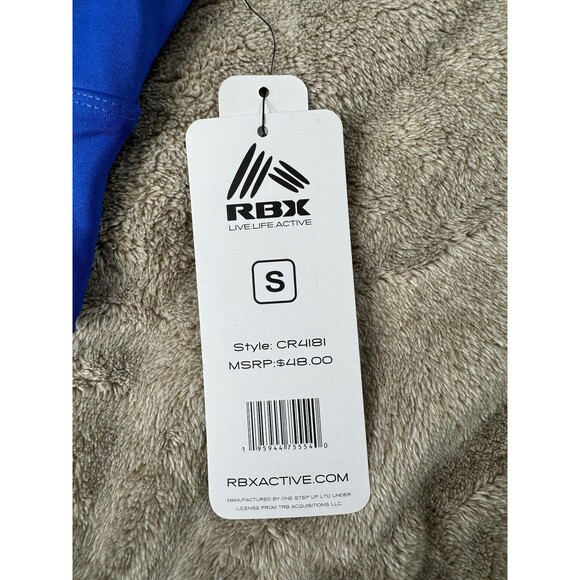 RBX
LIVE.LIFE.ACTIVE
S
Style: CR4181
MSRP:$48.00
1 95944 75554 0
RBXACTIVE.COM
MANUFACTURED BY ONE STEP UP LTD UNDER
LICENSE FROM TRB ACQUISITIONS LLC.